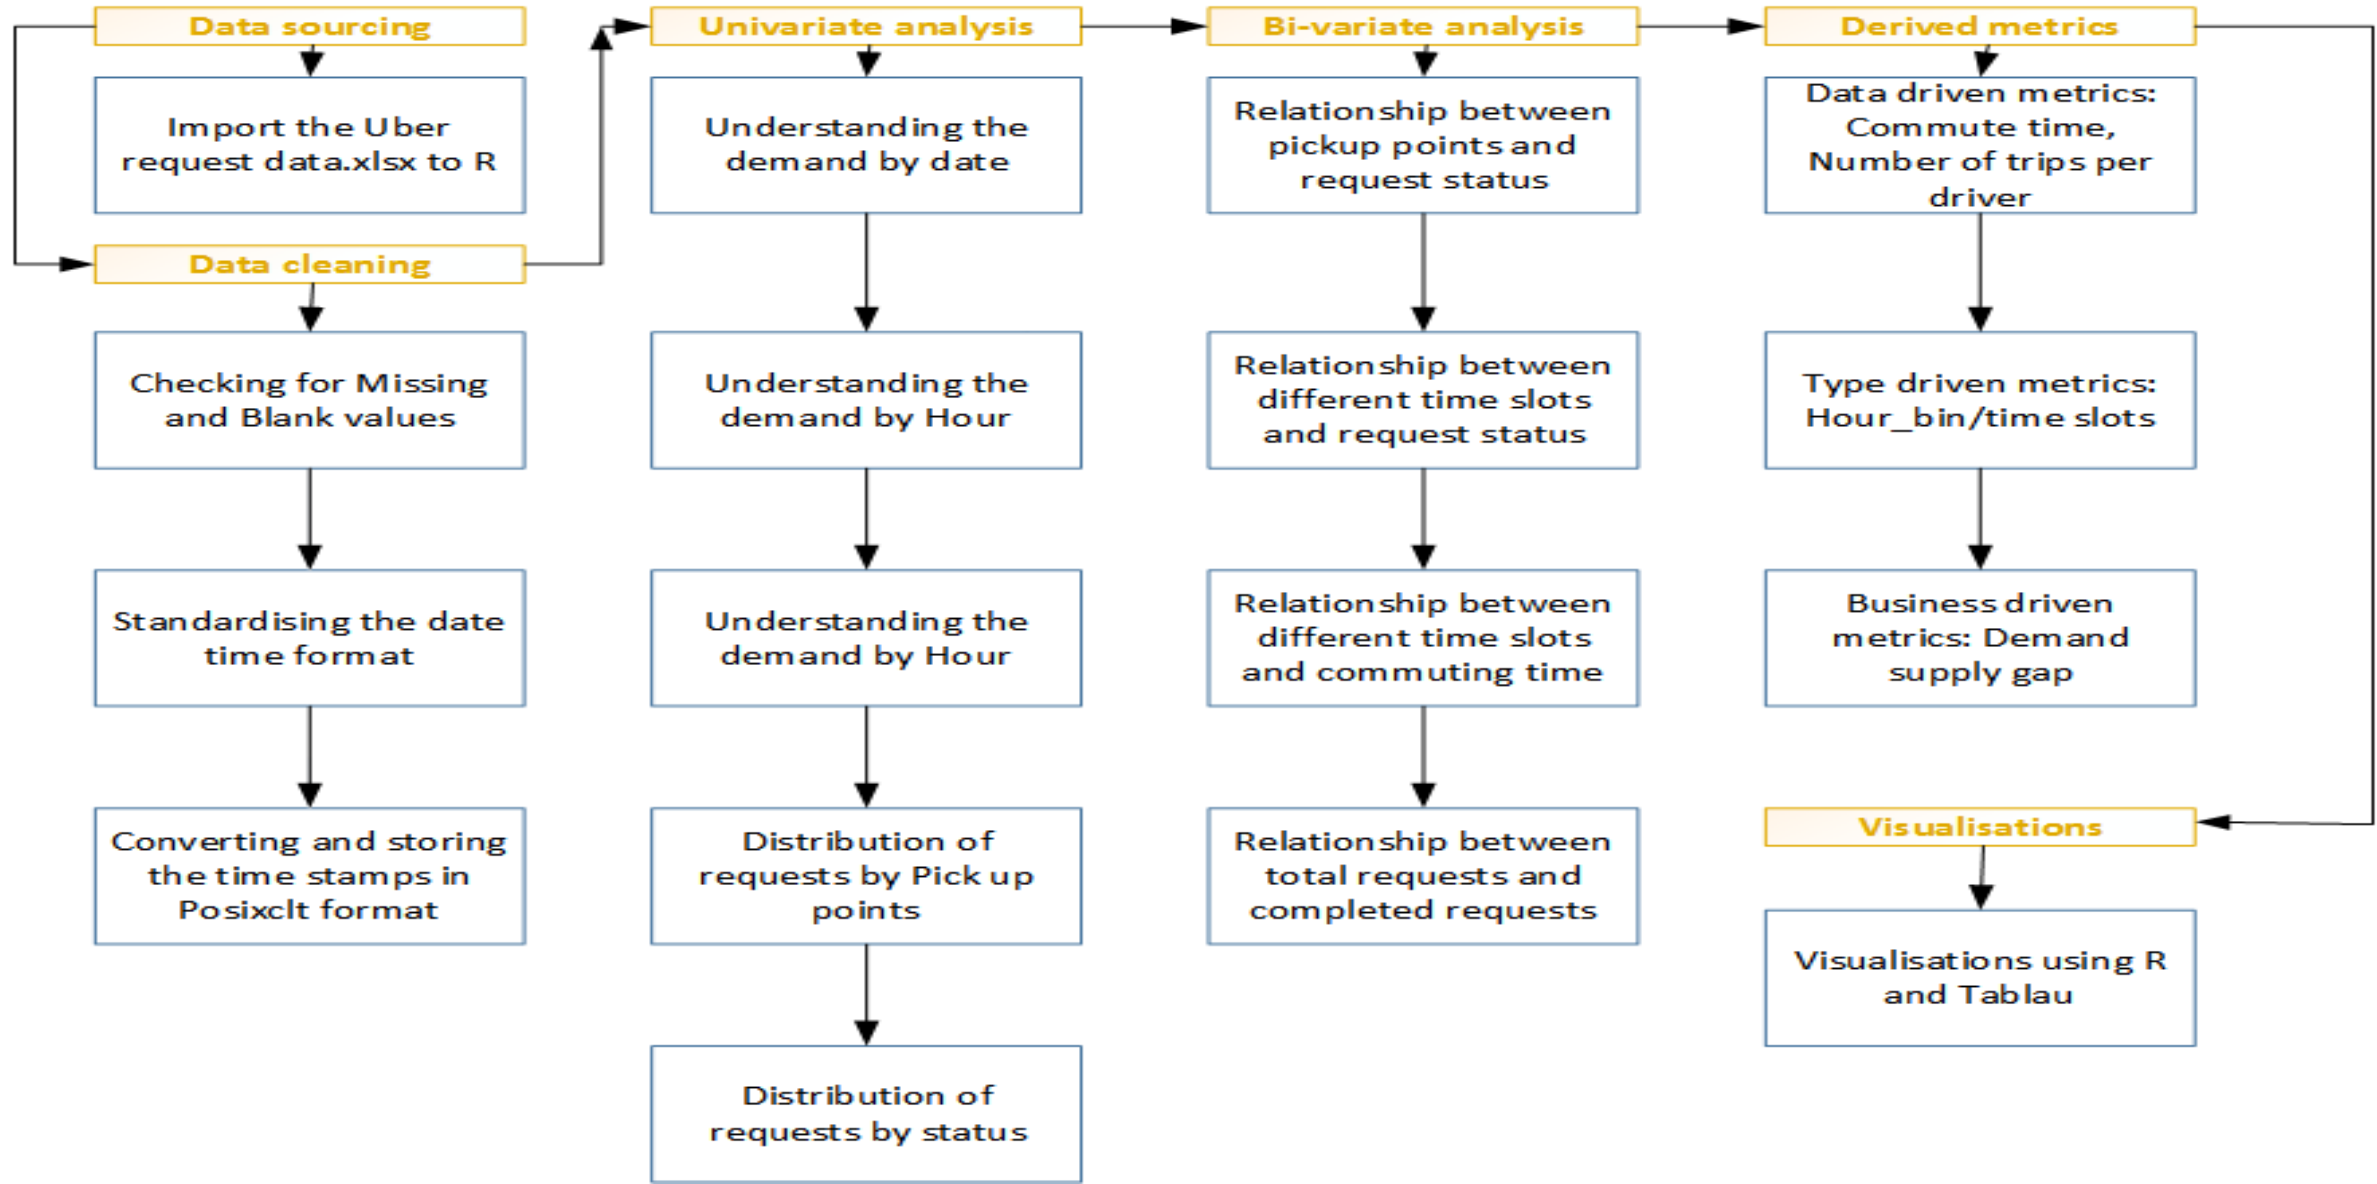 Data sourcing
Import the Uber
request data.xlsx to R
Data cleaning
Checking for Missing
and Blank values
Standardising the date
time format
Converting and storing
the time stamps in
Posixclt format
Univariate analysis
Understanding the
demand by date
Understanding the
demand by Hour
Understanding the
demand by Hour
Distribution of
requests by Pick up
points
Distribution of
requests by status
Bi-variate analysis
Relationship between
pickup points and
request status
Relationship between
different time slots
and request status
Relationship between
different time slots
and commuting time
Relationship between
total requests and
completed requests
Derived metrics
Data driven metrics:
Commute time,
Number of trips per
driver
Type driven metrics:
Hour_bin/time slots
Business driven
metrics: Demand
supply gap
Visualisations
Visualisations using R
and Tablau